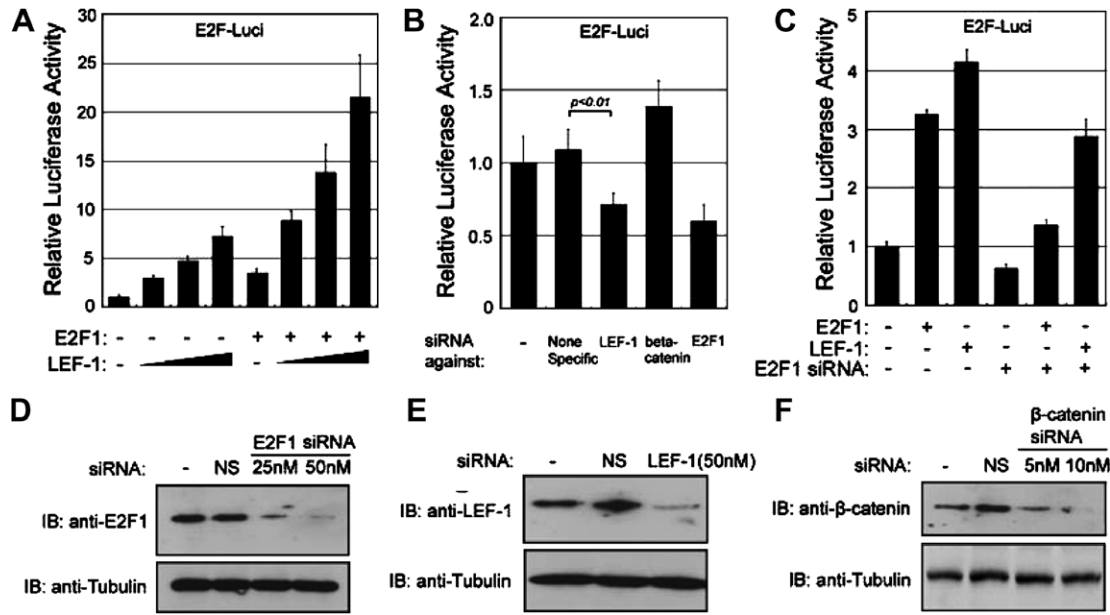 A
E2F-Luci
Relative Luciferase Activity
30
25
20
15
10
5
0
E2F1: - - - - + + + +
LEF-1: - -
B
E2F-Luci
Relative Luciferase Activity
2.0
1.5
1.0
0.5
0
p<0.01
siRNA against:
-
None Specific
LEF-1
beta-catenin
E2F1
C
E2F-Luci
Relative Luciferase Activity
5
4
3
2
1
0
E2F1: - + - - + -
LEF-1: - - + - - +
E2F1 siRNA: - - - + + +
D
E2F1 siRNA
siRNA: - NS 25nM 50nM
IB: anti-E2F1
IB: anti-Tubulin
E
siRNA: - NS LEF-1(50nM)
IB: anti-LEF-1
IB: anti-Tubulin
F
β-catenin
siRNA
siRNA: - NS 5nM 10nM
IB: anti-β-catenin
IB: anti-Tubulin